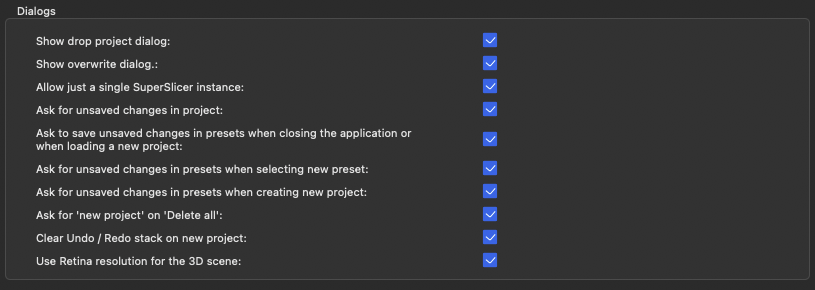 Dialogs
Show drop project dialog:
Show overwrite dialog.:
Allow just a single SuperSlicer instance:
Ask for unsaved changes in project:
Ask to save unsaved changes in presets when closing the application or
when loading a new project:
Ask for unsaved changes in presets when selecting new preset:
Ask for unsaved changes in presets when creating new project:
Ask for 'new project' on 'Delete all':
Clear Undo / Redo stack on new project:
Use Retina resolution for the 3D scene: